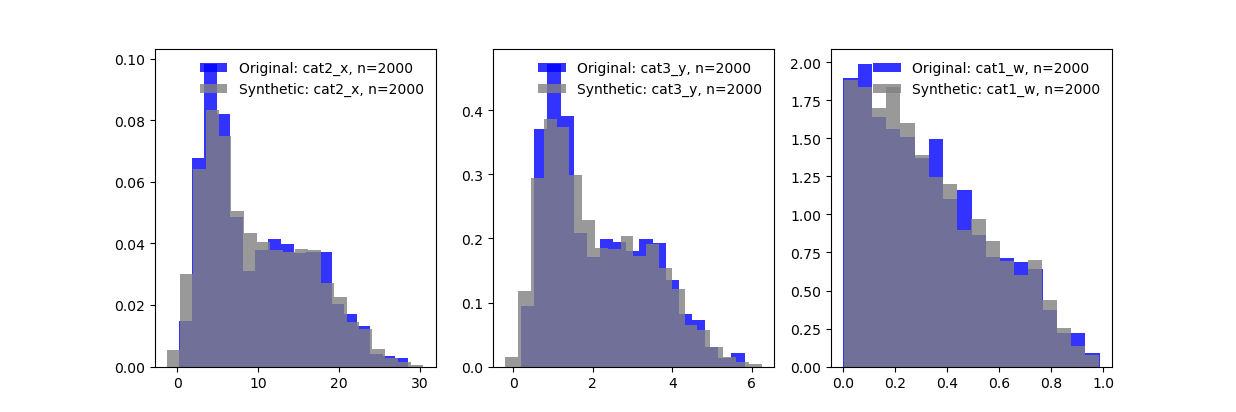 Original: cat2_x, n=2000
Synthetic: cat2_x, n=2000
0.10
0.08
0.06
0.04
0.02
0.00
0 10 20 30
Original: cat3_y, n=2000
Synthetic: cat3_y, n=2000
0.4
0.3
0.2
0.1
0.0
0 2 4 6
Original: cat1_w, n=2000
Synthetic: cat1_w, n=2000
2.00
1.75
1.50
1.25
1.00
0.75
0.50
0.25
0.00
0.0 0.2 0.4 0.6 0.8 1.0